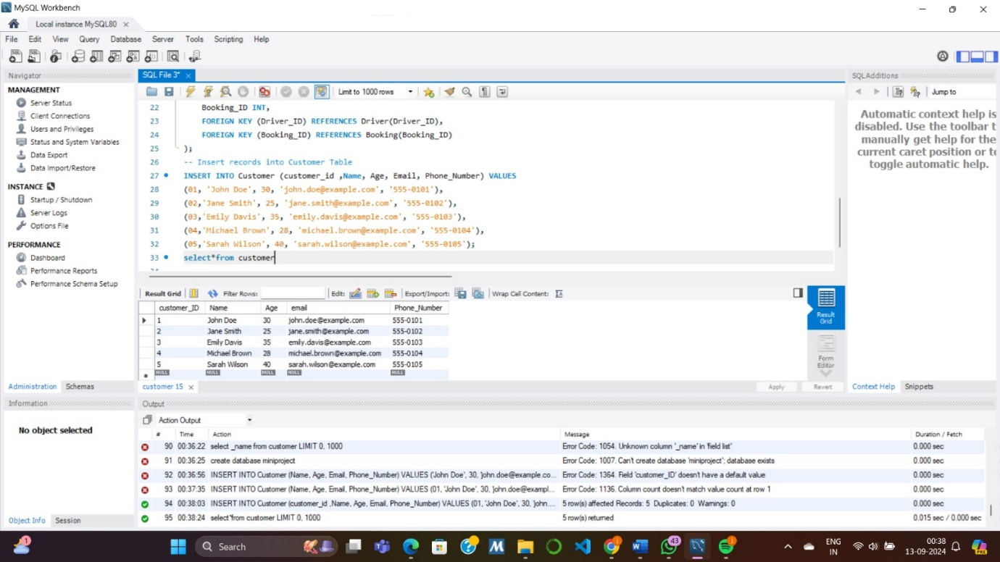 MySQL Workbench
Local instance MySQL80
File Edit View Query Database Server Tools Scripting Help
Navigator
MANAGEMENT
Server Status
Client Connections
Users and Privileges
Status and System Variables
Data Export
Data Import/Restore
INSTANCE
Startup / Shutdown
Server Logs
Options File
PERFORMANCE
Dashboard
Performance Reports
Performance Schema Setup
Administration Schemas
Information
No object selected
Object Info Session
SQL File 3*
Limit to 1000 rows
22 Booking_ID INT,
23 FOREIGN KEY (Driver_ID) REFERENCES Driver(Driver_ID),
24 FOREIGN KEY (Booking_ID) REFERENCES Booking(Booking_ID)
25 );
26 -- Insert records into Customer Table
27 INSERT INTO Customer (customer_id ,Name, Age, Email, Phone_Number) VALUES
28 (01, 'John Doe', 30, 'john.doe@example.com', '555-0101'),
29 (02,'Jane Smith', 25, 'jane.smith@example.com', '555-0102'),
30 (03,'Emily Davis', 35, 'emily.davis@example.com', '555-0103'),
31 (04,'Michael Brown', 28, 'michael.brown@example.com', '555-0104'),
32 (05,'Sarah Wilson', 40, 'sarah.wilson@example.com', '555-0105');
33 select*from customer
Result Grid Filter Rows: Edit: Export/Import: Wrap Cell Content:
customer_ID Name Age email Phone_Number
1 John Doe 30 john.doe@example.com 555-0101
2 Jane Smith 25 jane.smith@example.com 555-0102
3 Emily Davis 35 emily.davis@example.com 555-0103
4 Michael Brown 28 michael.brown@example.com 555-0104
5 Sarah Wilson 40 sarah.wilson@example.com 555-0105
NULL NULL NULL NULL NULL
Result
Grid
Form
Editor
customer 15 Apply Revert
SQLAdditions
Jump to
Automatic context help is
disabled. Use the toolbar t
manually get help for the
current caret position or to
toggle automatic help.
Context Help Snippets
Output
Action Output
# Time Action Message Duration / Fetch
90 00:36:22 select _name from customer LIMIT 0, 1000 Error Code: 1054. Unknown column '_name' in 'field list' 0.000 sec
91 00:36:25 create database miniproject Error Code: 1007. Can't create database 'miniproject'; database exists 0.000 sec
92 00:36:56 INSERT INTO Customer (Name, Age, Email, Phone_Number) VALUES ('John Doe', 30, 'john.doe@example.co... Error Code: 1364. Field 'customer_ID' doesn't have a default value 0.000 sec
93 00:37:35 INSERT INTO Customer (Name, Age, Email, Phone_Number) VALUES (01, 'John Doe', 30, 'john.doe@exampl... Error Code: 1136. Column count doesn't match value count at row 1 0.000 sec
94 00:38:03 INSERT INTO Customer (customer_id ,Name, Age, Email, Phone_Number) VALUES (01, 'John Doe', 30, 'john.... 5 row(s) affected Records: 5 Duplicates: 0 Warnings: 0 0.000 sec
95 00:38:24 select*from customer LIMIT 0, 1000 5 row(s) returned 0.015 sec / 0.000 sec
1
Search
43
ENG
IN
00:38
13-09-2024
PRE